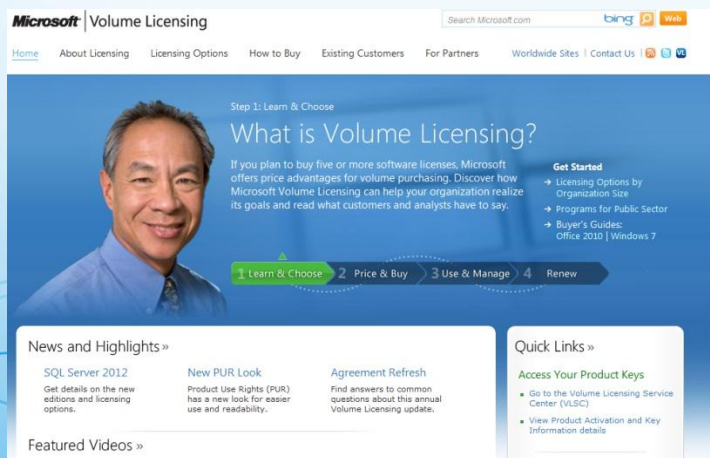 Microsoft | Volume Licensing
Search Microsoft.com
bing
Web
Home
About Licensing
Licensing Options
How to Buy
Existing Customers
For Partners
Worldwide Sites | Contact Us
Step 1: Learn & Choose
What is Volume Licensing?
If you plan to buy five or more software licenses, Microsoft
offers price advantages for volume purchasing. Discover how
Microsoft Volume Licensing can help your organization realize
its goals and read what customers and analysts have to say.
Get Started
→ Licensing Options by
Organization Size
→ Programs for Public Sector
→ Buyer's Guides:
Office 2010 | Windows 7
1 Learn & Choose
2 Price & Buy
3 Use & Manage
4 Renew
News and Highlights »
SQL Server 2012
Get details on the new
editions and licensing
options.
New PUR Look
Product Use Rights (PUR)
has a new look for easier
use and readability.
Agreement Refresh
Find answers to common
questions about this annual
Volume Licensing update.
Featured Videos »
Quick Links »
Access Your Product Keys
Go to the Volume Licensing Service
Center (VLSC)
View Product Activation and Key
Information details